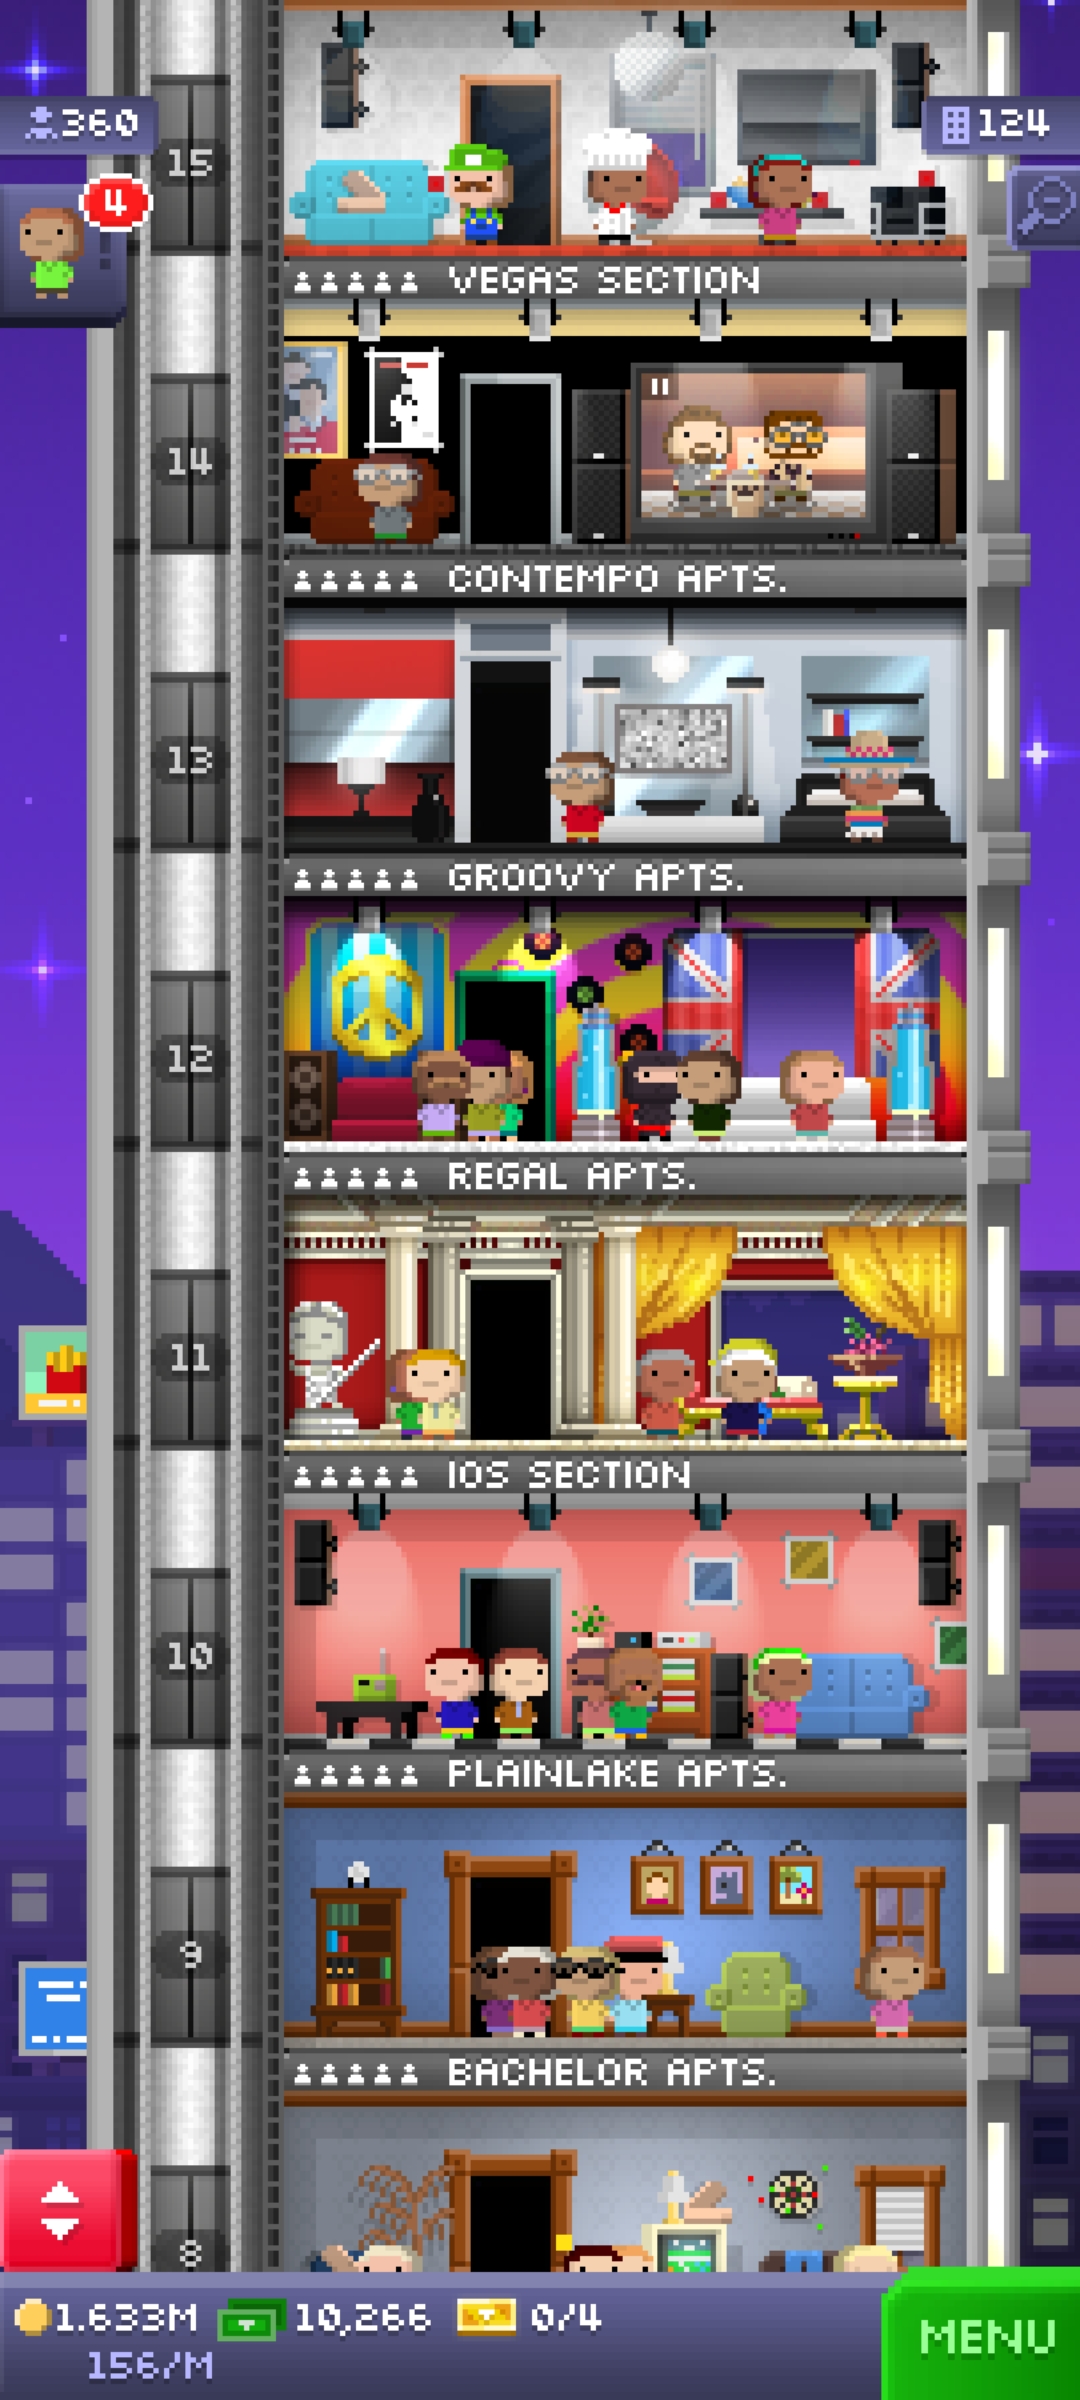 360
124
4
15
VEGAS SECTION
14
CONTEMPO APTS.
13
GROOVY APTS.
12
REGAL APTS.
11
IOS SECTION
10
PLAINLAKE APTS.
9
BACHELOR APTS.
8
1.633M 10,266 0/4
156/M
MENU